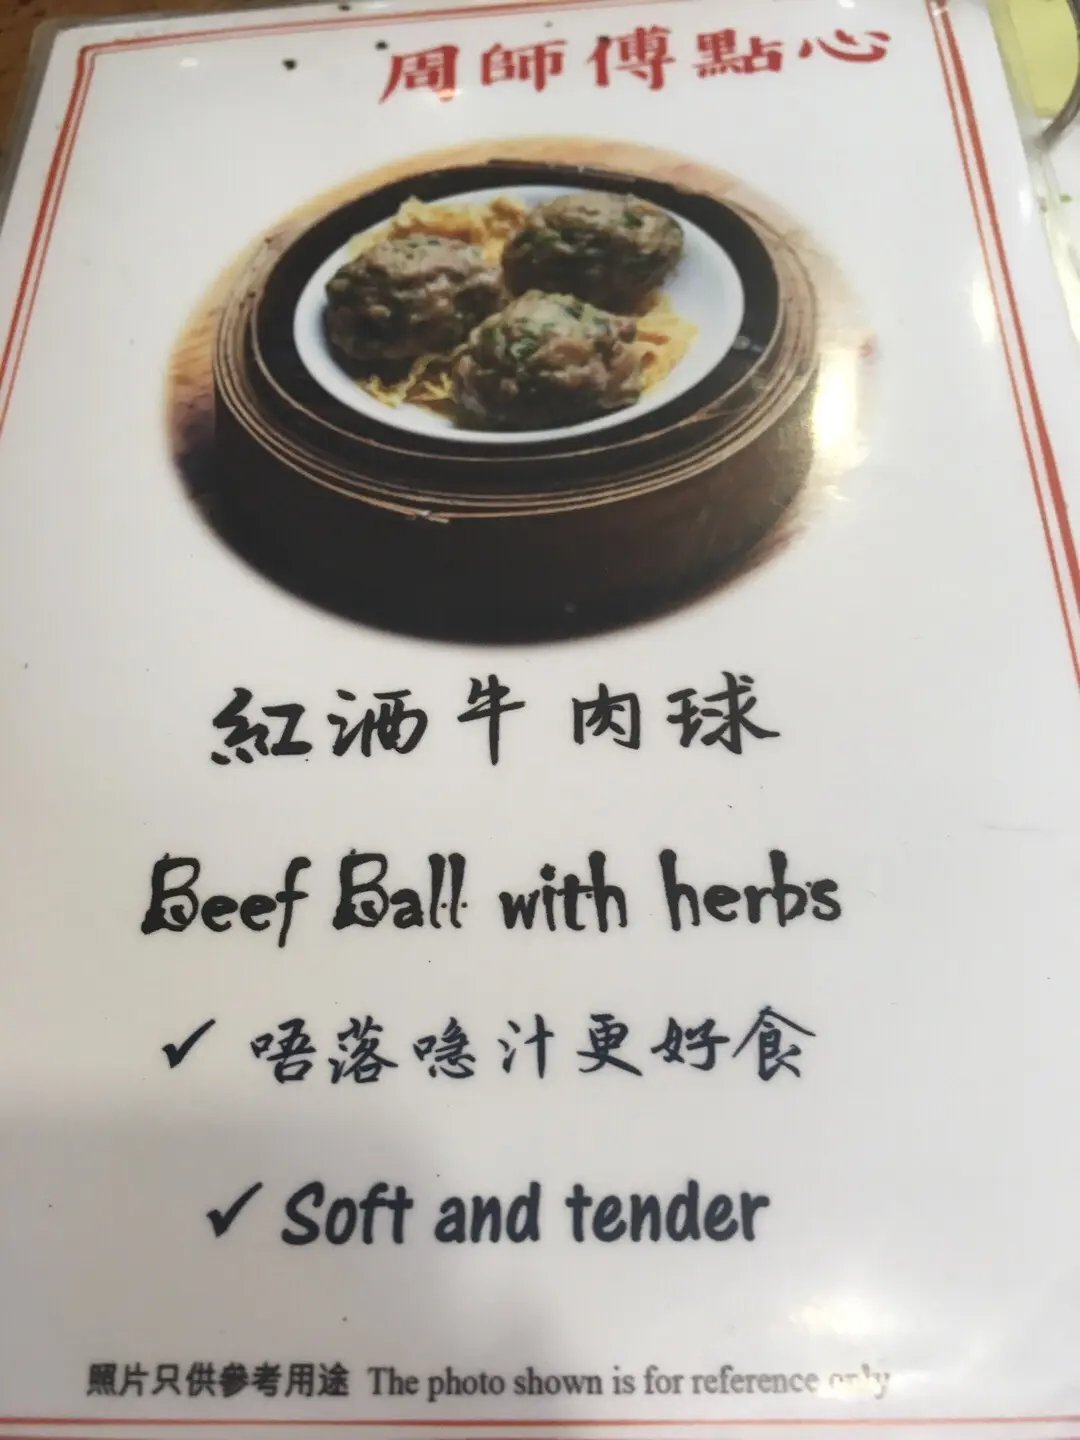 周師傅點心
紅酒牛肉球
Beef Ball with herbs
✓ 唔落喼汁更好食
✓ Soft and tender
照片只供參考用途 The photo shown is for reference only